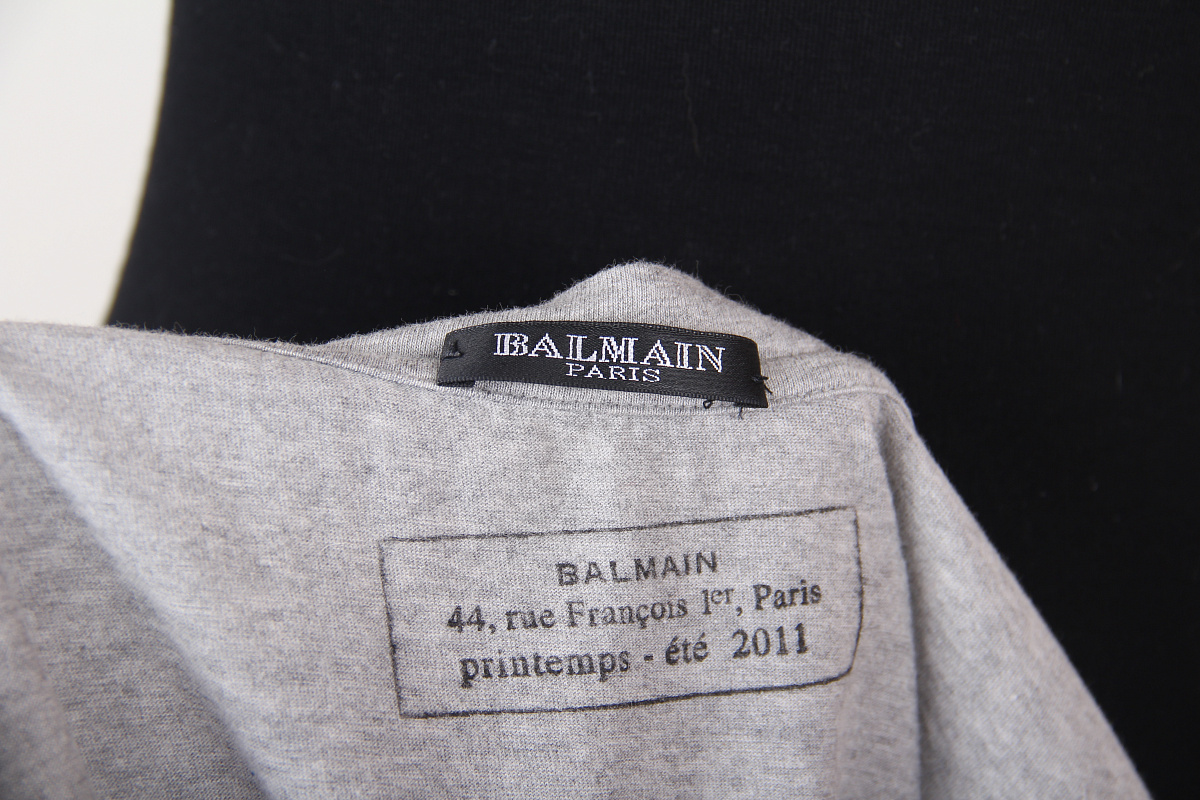 BALMAIN
PARIS
BALMAIN
44, rue François 1er, Paris
printemps - été 2011